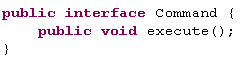 public interface Command {
    public void execute();
}